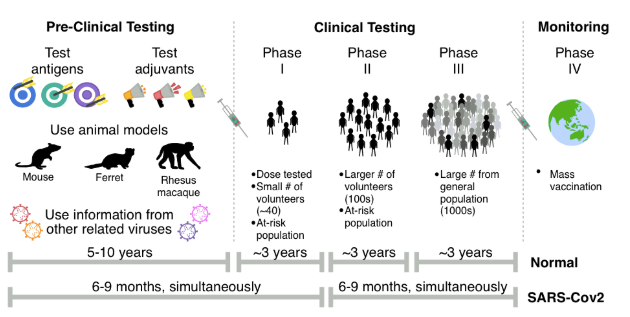 Pre-Clinical Testing
Clinical Testing
Monitoring
Test
antigens
Test
adjuvants
Phase
I
Phase
II
Phase
III
Phase
IV
Use animal models
Mouse
Ferret
Rhesus
macaque
Use information from
other related viruses
•Dose tested
•Small # of
volunteers
(~40)
•At-risk
population
•Larger # of
volunteers
(100s)
•At-risk
population
•Large # from
general
population
(1000s)
• Mass
vaccination
5-10 years
~3 years
~3 years
~3 years
Normal
6-9 months, simultaneously
6-9 months, simultaneously
SARS-Cov2